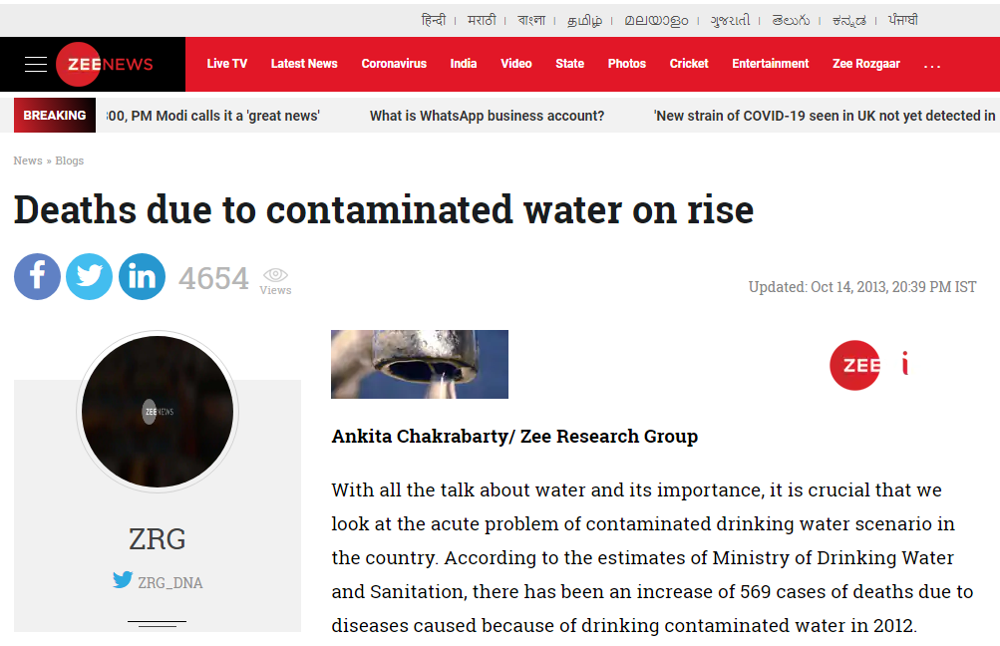 हिन्दी | मराठी | বাংলা | தமிழ் | മലയാളം | ગુજરાતી | తెలుగు | ಕನ್ನಡ | ਪੰਜਾਬੀ
ZEENEWS Live TV Latest News Coronavirus India Video State Photos Cricket Entertainment Zee Rozgaar ...
BREAKING 300, PM Modi calls it a 'great news' What is WhatsApp business account? 'New strain of COVID-19 seen in UK not yet detected in
News » Blogs
Deaths due to contaminated water on rise
4654
Views
Updated: Oct 14, 2013, 20:39 PM IST
ZEE i
ZEENEWS
Ankita Chakrabarty/ Zee Research Group
With all the talk about water and its importance, it is crucial that we
look at the acute problem of contaminated drinking water scenario in
the country. According to the estimates of Ministry of Drinking Water
and Sanitation, there has been an increase of 569 cases of deaths due to
diseases caused because of drinking contaminated water in 2012.
ZRG
ZRG_DNA